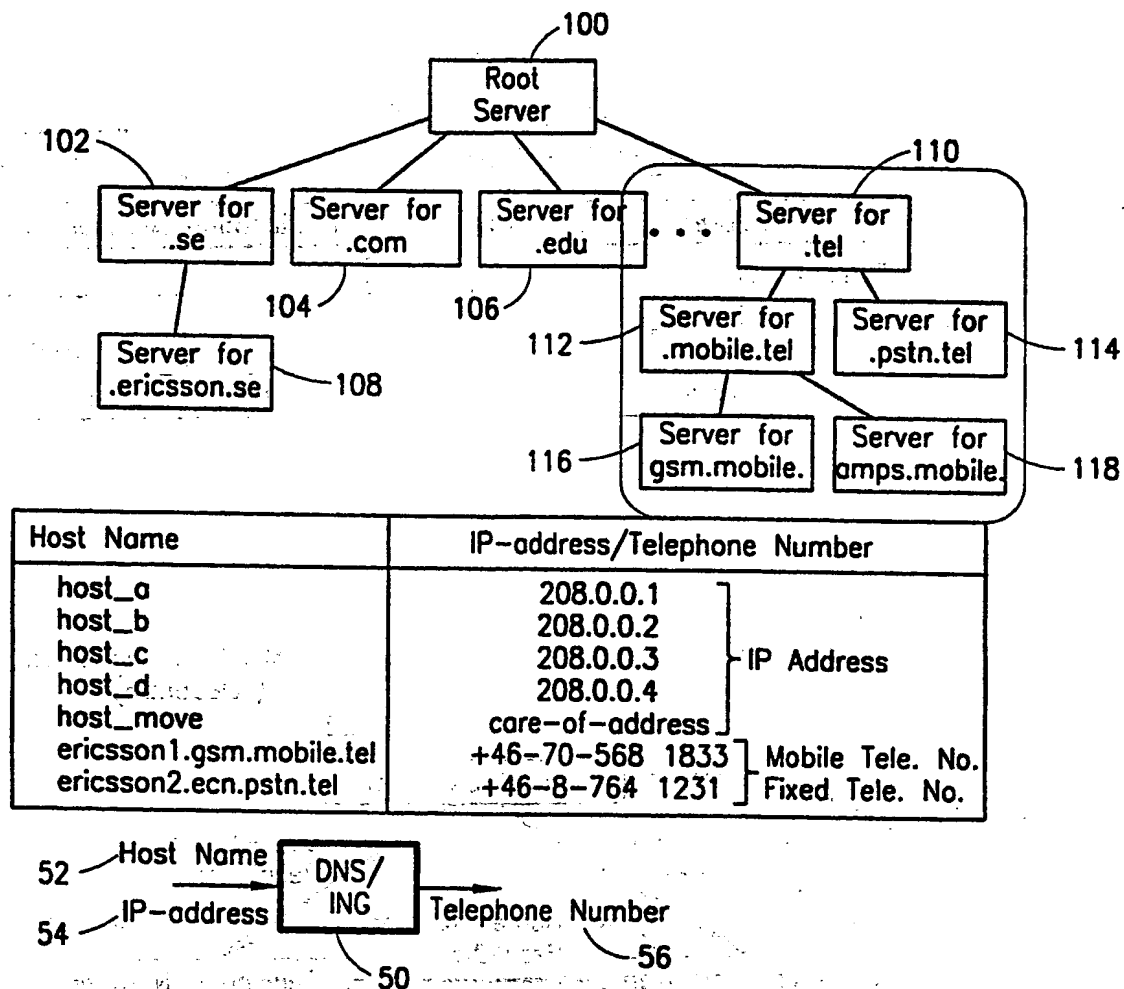 100
Root
Server
102
110
Server for
.se
Server for
.com
Server for
.edu
. . .
Server for
.tel
104
106
112
Server for
.mobile.tel
Server for
.pstn.tel
114
Server for
.ericsson.se
108
116
Server for
gsm.mobile.
Server for
amps.mobile.
118
Host Name IP-address/Telephone Number
host_a 208.0.0.1
host_b 208.0.0.2
host_c 208.0.0.3 IP Address
host_d 208.0.0.4
host_move care-of-address
ericsson1.gsm.mobile.tel +46-70-568 1833 Mobile Tele. No.
ericsson2.ecn.pstn.tel +46-8-764 1231 Fixed Tele. No.
52 Host Name
54 IP-address
DNS/
ING
50
Telephone Number
56